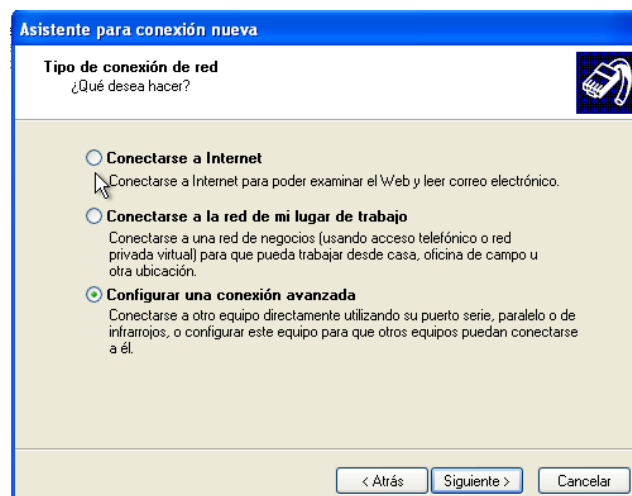 Asistente para conexión nueva
Tipo de conexión de red
¿Qué desea hacer?
Conectarse a Internet
Conectarse a Internet para poder examinar el Web y leer correo electrónico.
Conectarse a la red de mi lugar de trabajo
Conectarse a una red de negocios (usando acceso telefónico o red
privada virtual) para que pueda trabajar desde casa, oficina de campo u
otra ubicación.
Configurar una conexión avanzada
Conectarse a otro equipo directamente utilizando su puerto serie, paralelo o de
infrarrojos, o configurar este equipo para que otros equipos puedan conectarse
a él.
< Atrás Siguiente > Cancelar